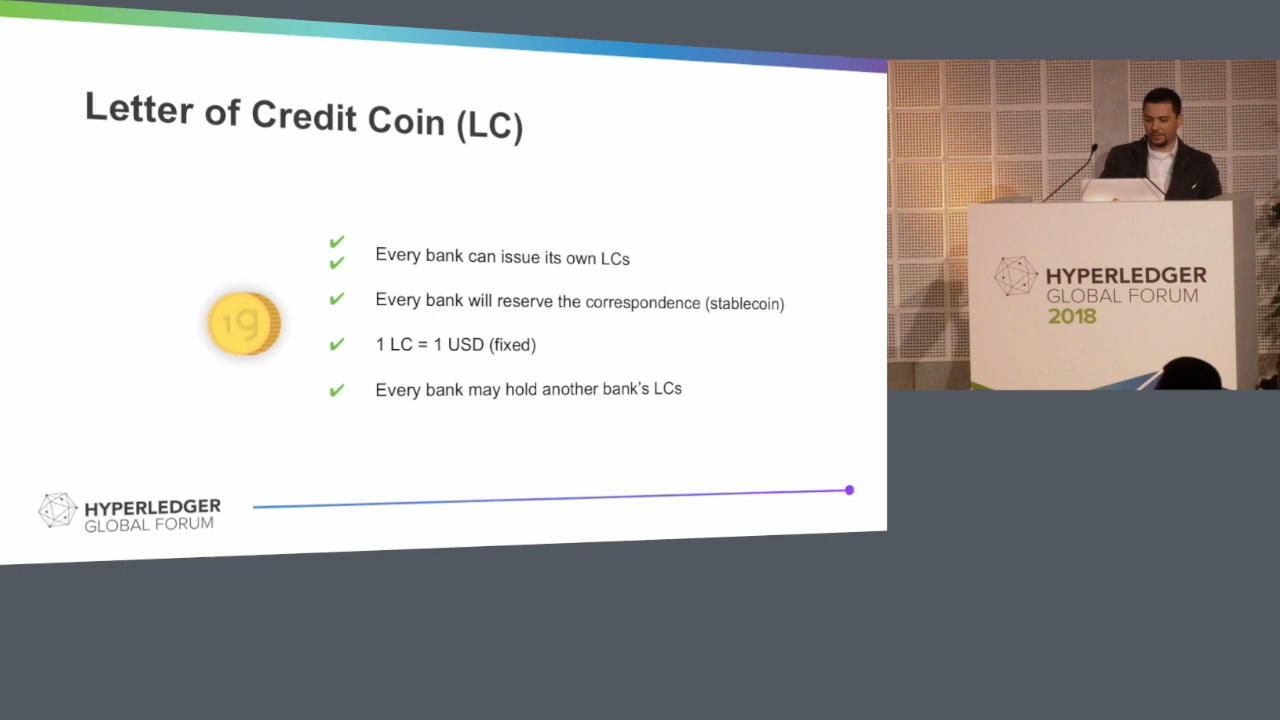 Letter of Credit Coin (LC)
✔
✔ Every bank can issue its own LCs
✔ Every bank will reserve the correspondence (stablecoin)
19
✔ 1 LC = 1 USD (fixed)
✔ Every bank may hold another bank's LCs
HYPERLEDGER
GLOBAL FORUM
HYPERLEDGER
GLOBAL FORUM
2018